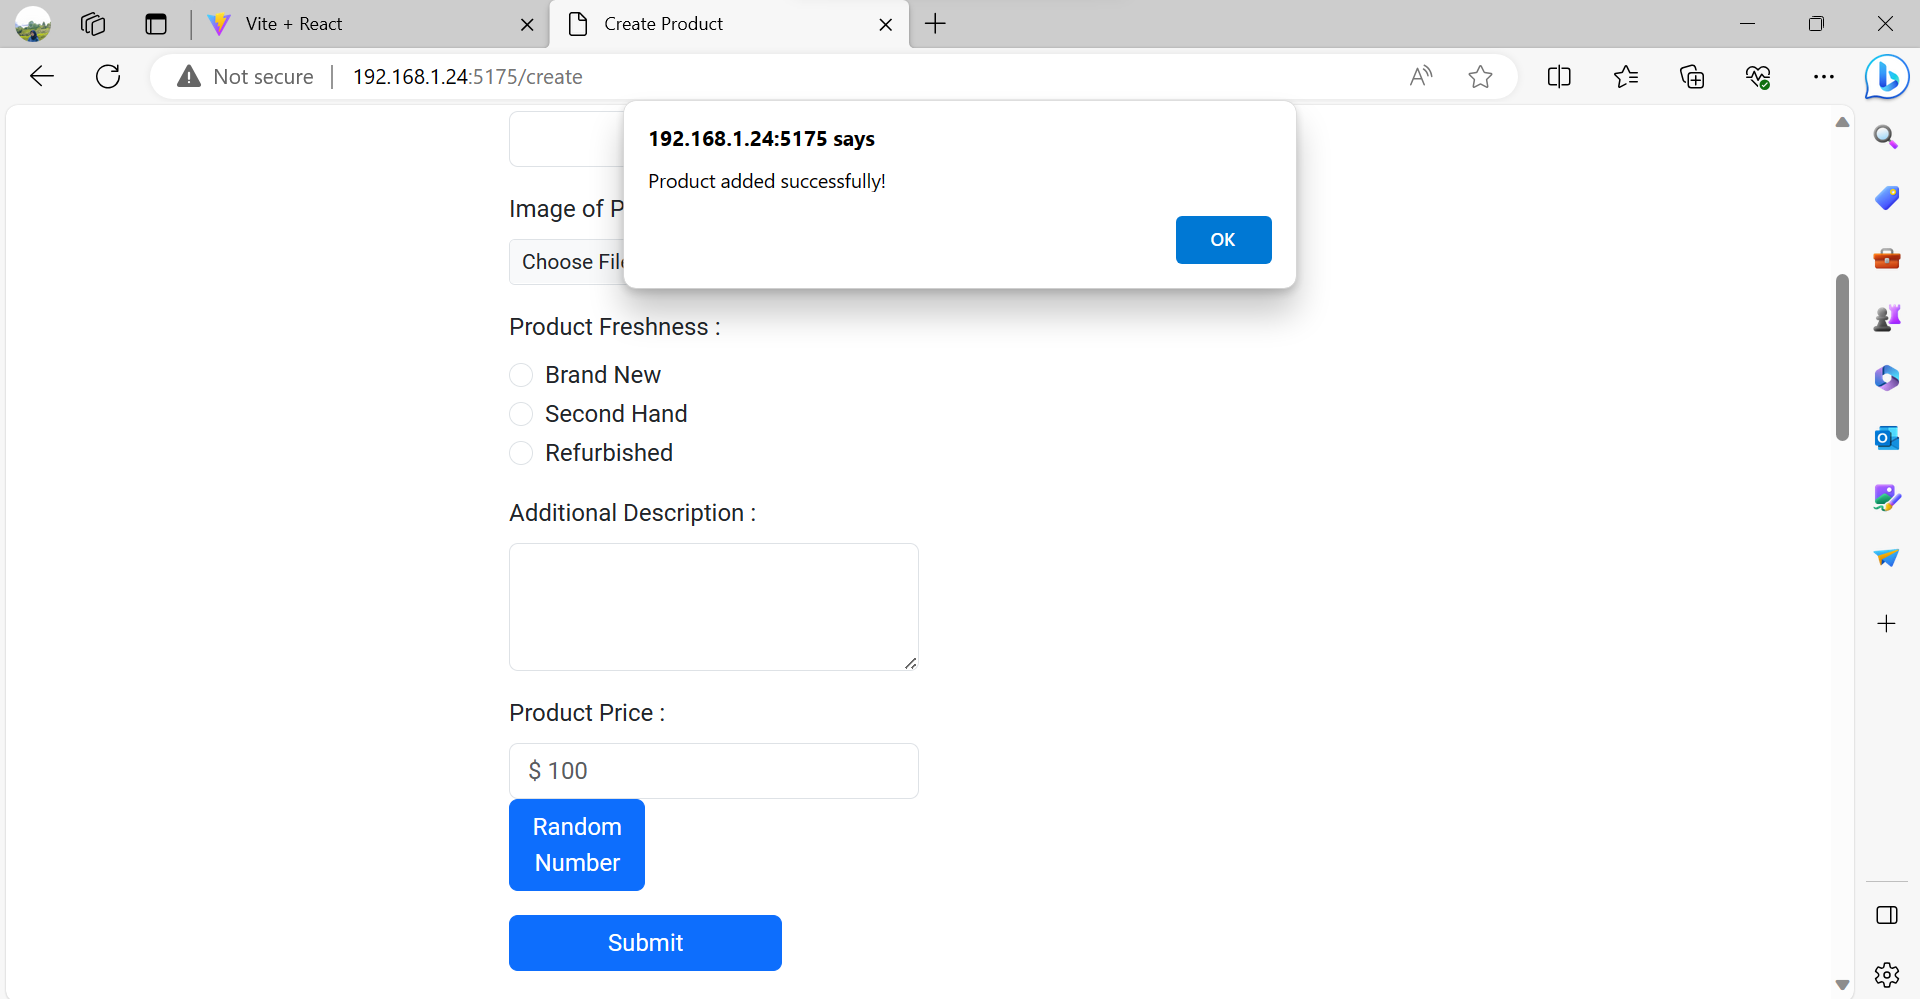 Vite + React
Create Product
Not secure
192.168.1.24:5175/create
192.168.1.24:5175 says
Product added successfully!
OK
Image of P
Choose File
Product Freshness :
Brand New
Second Hand
Refurbished
Additional Description :
Product Price :
$ 100
Random
Number
Submit